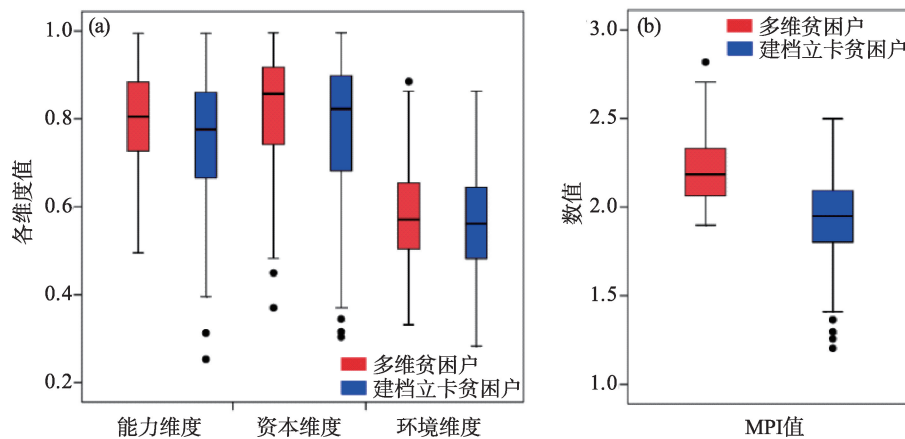 (a)
各维度值
1.0
0.8
0.6
0.4
0.2
多维贫困户
建档立卡贫困户
能力维度 资本维度 环境维度
(b)
多维贫困户
建档立卡贫困户
数值
3.0
2.5
2.0
1.5
1.0
MPI值